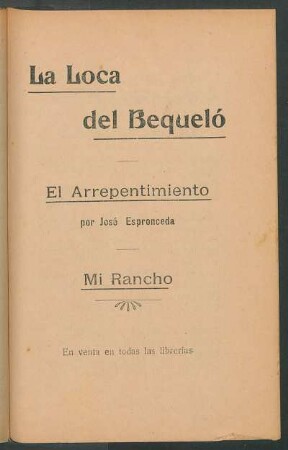 La Loca
del Bequeló
El Arrepentimiento
por José Espronceda
Mi Rancho
En venta en todas las librerías